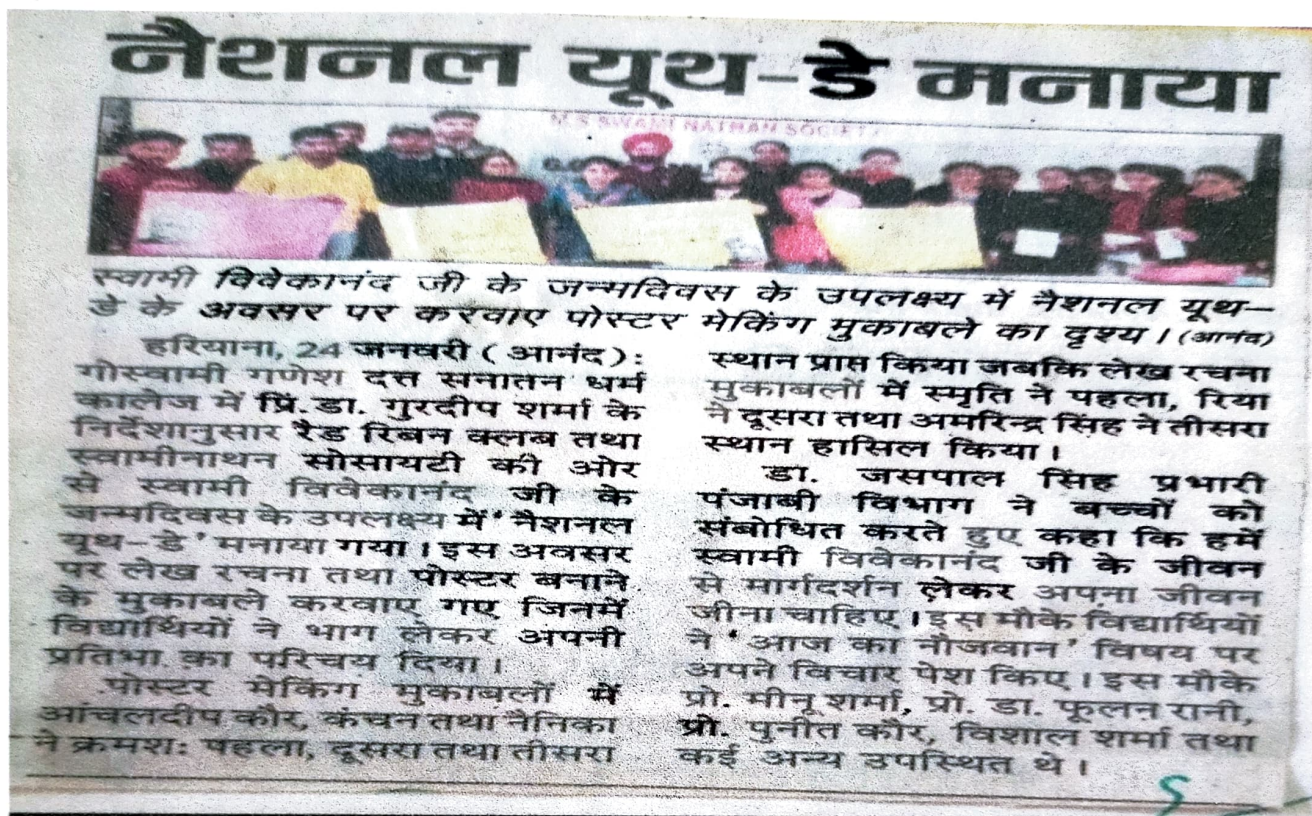 नैशनल यूथ-डे मनाया
M.S SWAMI NATHAN SOCIETY
स्वामी विवेकानंद जी के जन्मदिवस के उपलक्ष्य में नैशनल यूथ-
डे के अवसर पर करवाए पोस्टर मेकिंग मुकाबले का दृश्य। (आनंद)
हरियाना, 24 जनवरी (आनंद):
गोस्वामी गणेश दत्त सनातन धर्म
कालेज में प्रिं.डा. गुरदीप शर्मा के
निर्देशानुसार रैड रिबन क्लब तथा
स्वामीनाथन सोसायटी की ओर
से स्वामी विवेकानंद जी के
जन्मदिवस के उपलक्ष्य में 'नैशनल
यूथ-डे' मनाया गया। इस अवसर
पर लेख रचना तथा पोस्टर बनाने
के मुकाबले करवाए गए जिनमें
विद्यार्थियों ने भाग लेकर अपनी
प्रतिभा का परिचय दिया।
पोस्टर मेकिंग मुकाबलों में
आंचलदीप कौर, कंचन तथा नैनिका
ने क्रमश: पहला, दूसरा तथा तीसरा
स्थान प्राप्त किया जबकि लेख रचना
मुकाबलों में स्मृति ने पहला, रिया
ने दूसरा तथा अमरिन्द्र सिंह ने तीसरा
स्थान हासिल किया।
डा. जसपाल सिंह प्रभारी
पंजाबी विभाग ने बच्चों को
संबोधित करते हुए कहा कि हमें
स्वामी विवेकानंद जी के जीवन
से मार्गदर्शन लेकर अपना जीवन
जीना चाहिए। इस मौके विद्यार्थियों
ने 'आज का नौजवान' विषय पर
अपने विचार पेश किए। इस मौके
प्रो. मीनू शर्मा, प्रो. डा. फूलन रानी,
प्रो. पुनीत कौर, विशाल शर्मा तथा
कई अन्य उपस्थित थे।